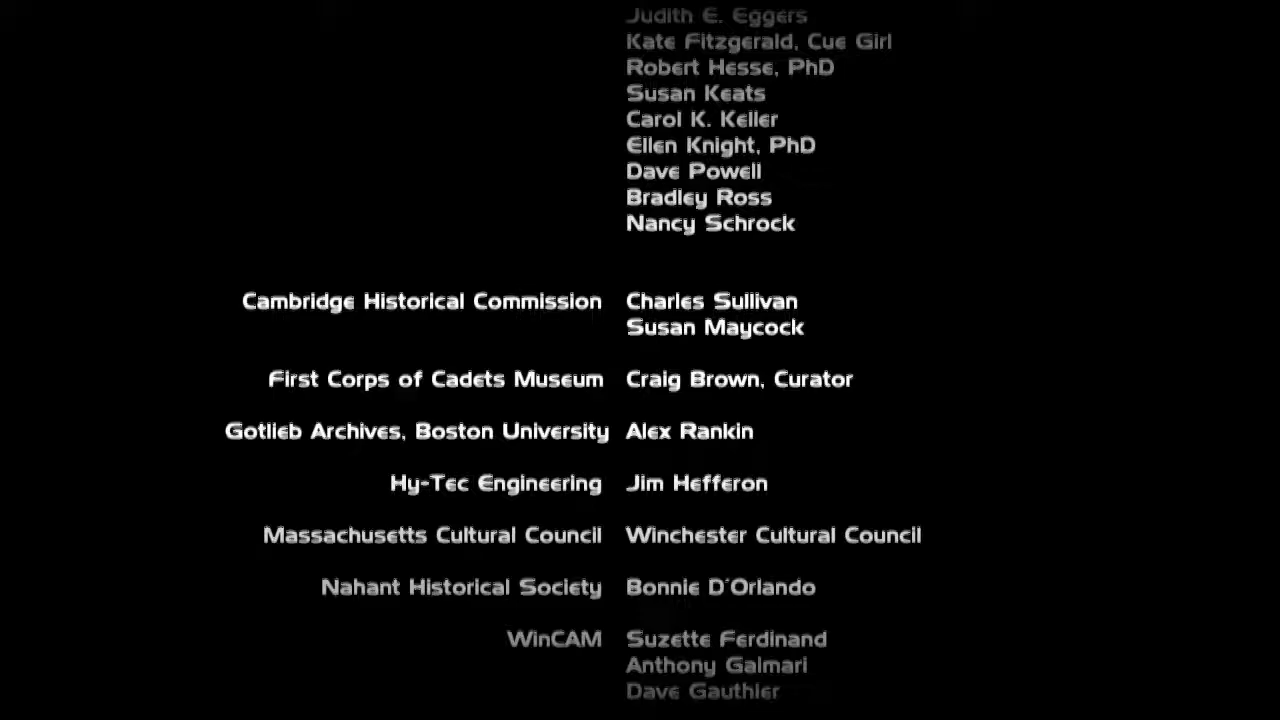 Judith E. Eggers
Kate Fitzgerald, Cue Girl
Robert Hesse, PhD
Susan Keats
Carol K. Keller
Ellen Knight, PhD
Dave Powell
Bradley Ross
Nancy Schrock
Cambridge Historical Commission Charles Sullivan
Susan Maycock
First Corps of Cadets Museum Craig Brown, Curator
Gotlieb Archives, Boston University Alex Rankin
Hy-Tec Engineering Jim Hefferon
Massachusetts Cultural Council Winchester Cultural Council
Nahant Historical Society Bonnie D'Orlando
WinCAM Suzette Ferdinand
Anthony Galmari
Dave Gauthier